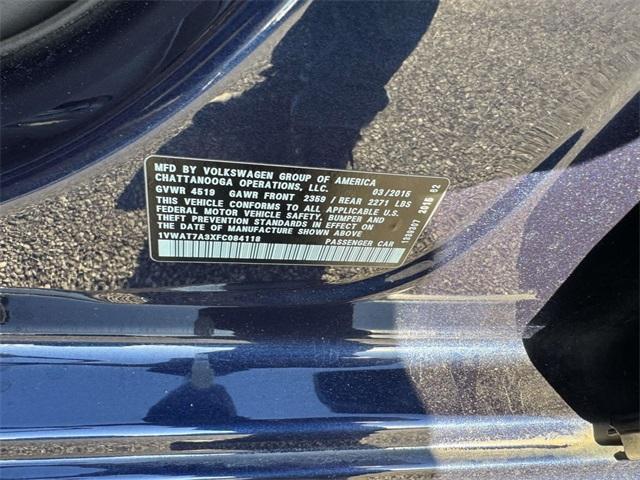 MFD BY VOLKSWAGEN GROUP OF AMERICA
CHATTANOOGA OPERATIONS, LLC. 03/2015
GVWR 4519 GAWR FRONT 2359 / REAR 2271 LBS
THIS VEHICLE CONFORMS TO ALL APPLICABLE U.S.
FEDERAL MOTOR VEHICLE SAFETY, BUMPER AND
THEFT PREVENTION STANDARDS IN EFFECT ON
THE DATE OF MANUFACTURE SHOWN ABOVE
1VWAT7A3XFC084118 PASSENGER CAR
2015 02